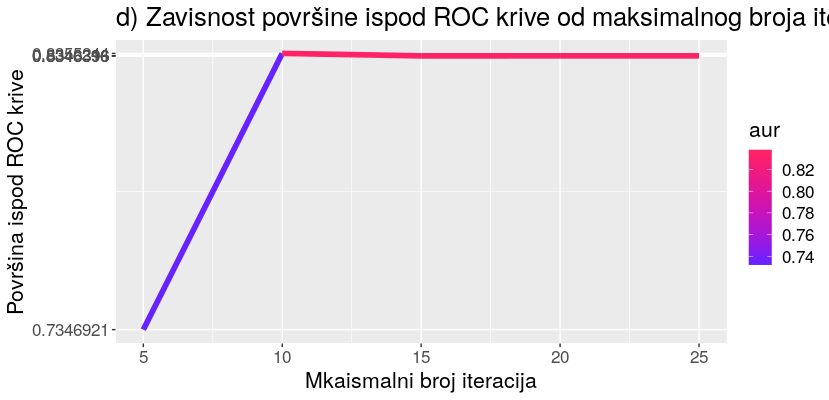 d) Zavisnost površine ispod ROC krive od maksimalnog broja ite
Površina ispod ROC krive
0.7346921
5
10
15
20
25
Mkaismalni broj iteracija
aur
0.82
0.80
0.78
0.76
0.74